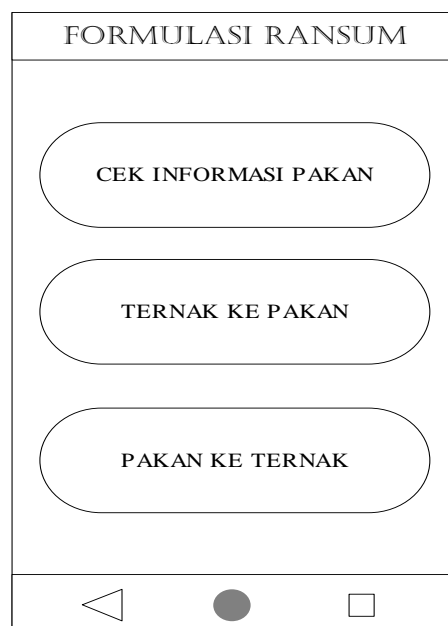 FORMULASI RANSUM
CEK INFORMASI PAKAN
TERNAK KE PAKAN
PAKAN KE TERNAK